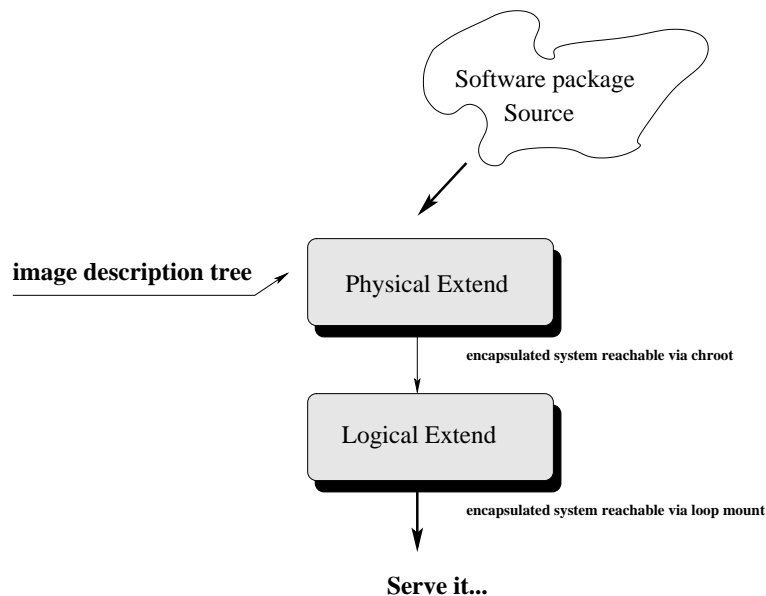 Software package
Source
image description tree
Physical Extend
encapsulated system reachable via chroot
Logical Extend
encapsulated system reachable via loop mount
Serve it...